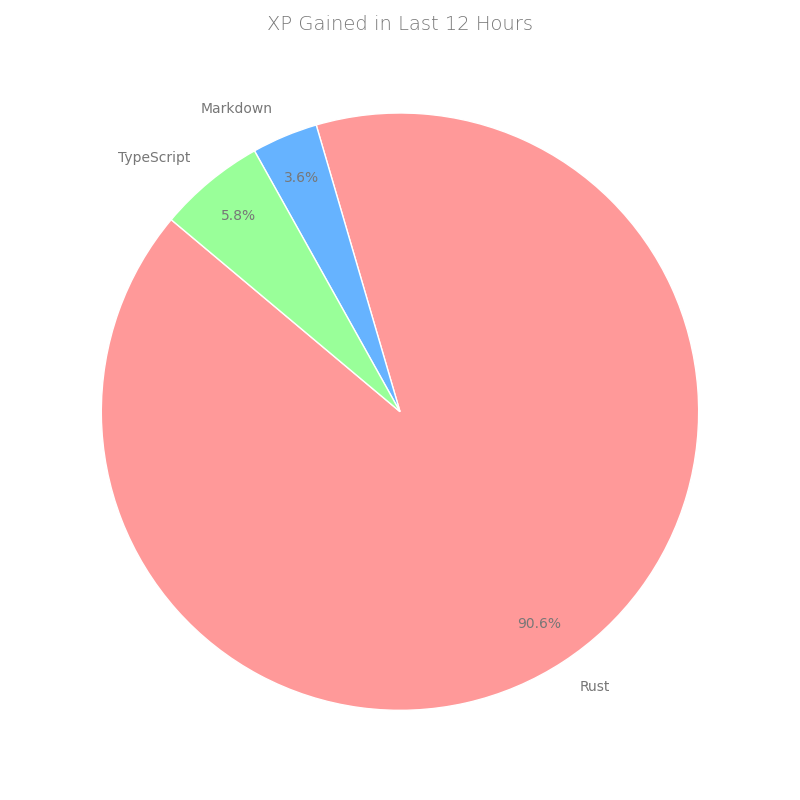 XP Gained in Last 12 Hours
Markdown
TypeScript
3.6%
5.8%
90.6%
Rust